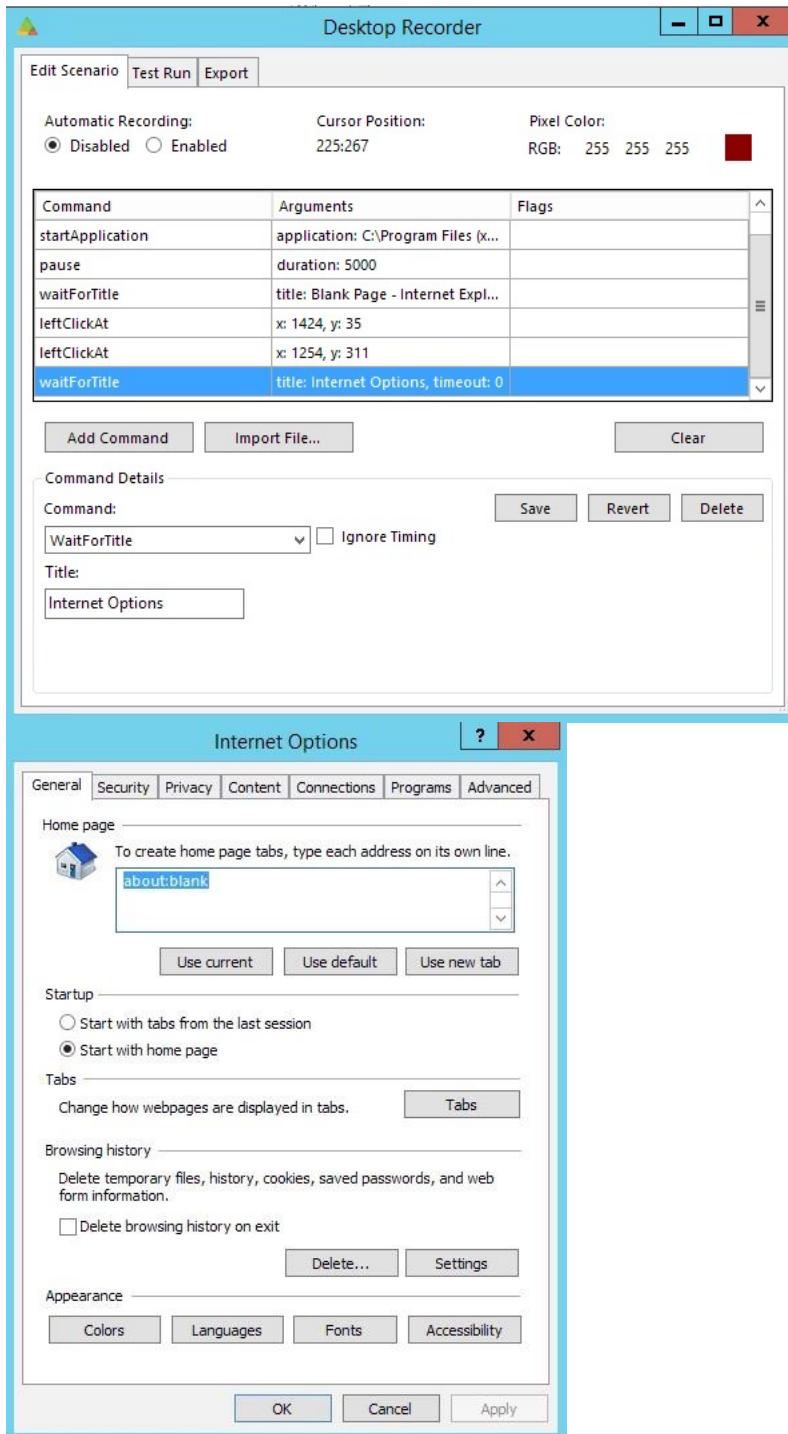 Desktop Recorder
Edit Scenario Test Run Export
Automatic Recording: Cursor Position: Pixel Color:
Disabled Enabled 225:267 RGB: 255 255 255
Command Arguments Flags
startApplication application: C:\Program Files (x...
pause duration: 5000
waitForTitle title: Blank Page - Internet Expl...
leftClickAt x: 1424, y: 35
leftClickAt x: 1254, y: 311
waitForTitle title: Internet Options, timeout: 0
Add Command Import File... Clear
Command Details
Command: Save Revert Delete
WaitForTitle Ignore Timing
Title:
Internet Options
Internet Options
General Security Privacy Content Connections Programs Advanced
Home page
To create home page tabs, type each address on its own line.
about:blank
Use current Use default Use new tab
Startup
Start with tabs from the last session
Start with home page
Tabs
Change how webpages are displayed in tabs. Tabs
Browsing history
Delete temporary files, history, cookies, saved passwords, and web
form information.
Delete browsing history on exit
Delete... Settings
Appearance
Colors Languages Fonts Accessibility
OK Cancel Apply